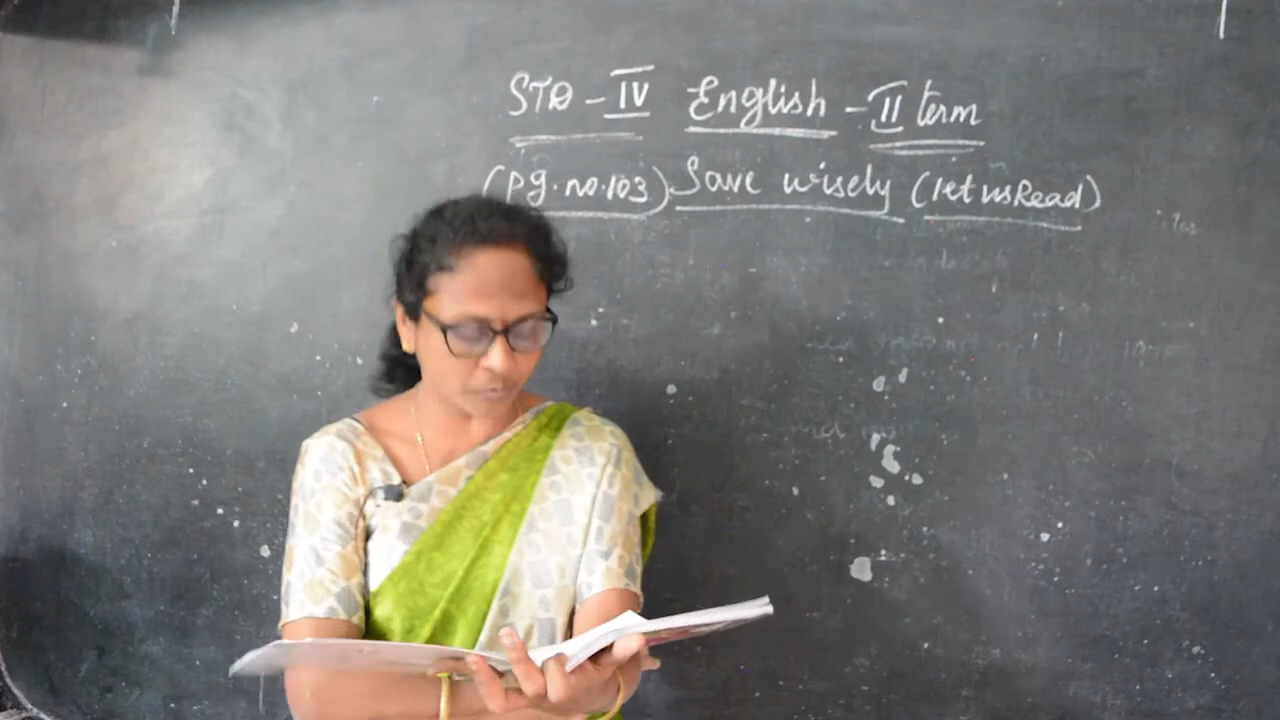 STD - IV English - II term
(Pg.no.103) Save wisely (let us Read)